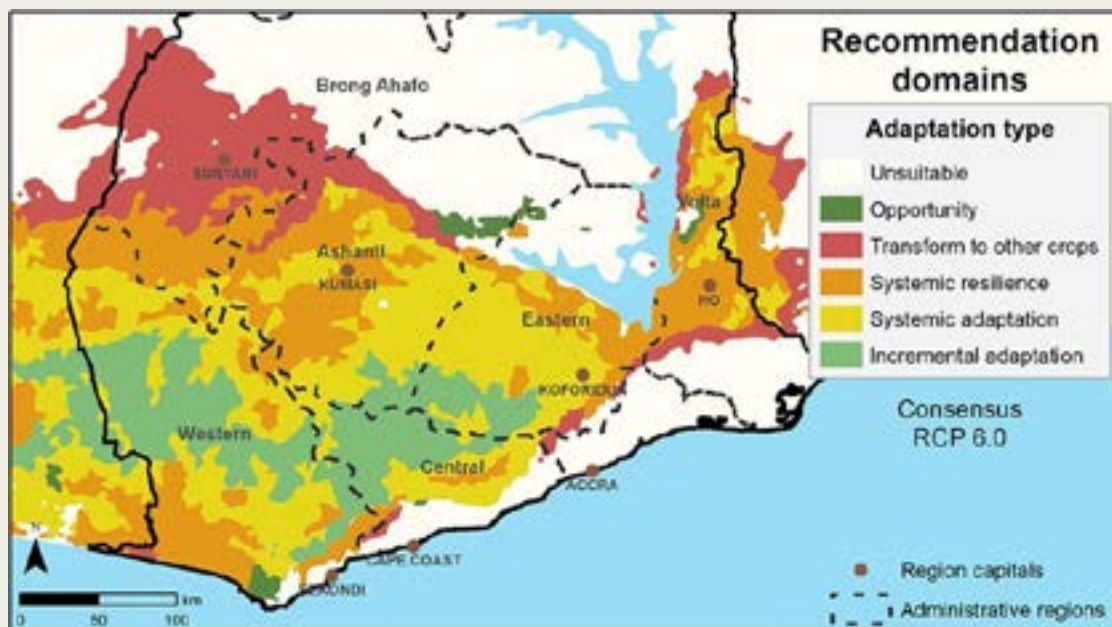 Recommendation
domains
Adaptation type
Unsuitable
Opportunity
Transform to other crops
Systemic resilience
Systemic adaptation
Incremental adaptation
Consensus
RCP 6.0
Region capitals
Administrative regions
Brong Ahafo
SUNYANI
Volta
Ashanti
KUMASI
HO
Eastern
KOFORIDUA
Western
Central
ACCRA
CAPE COAST
SEKONDI
N
0 50 100
km